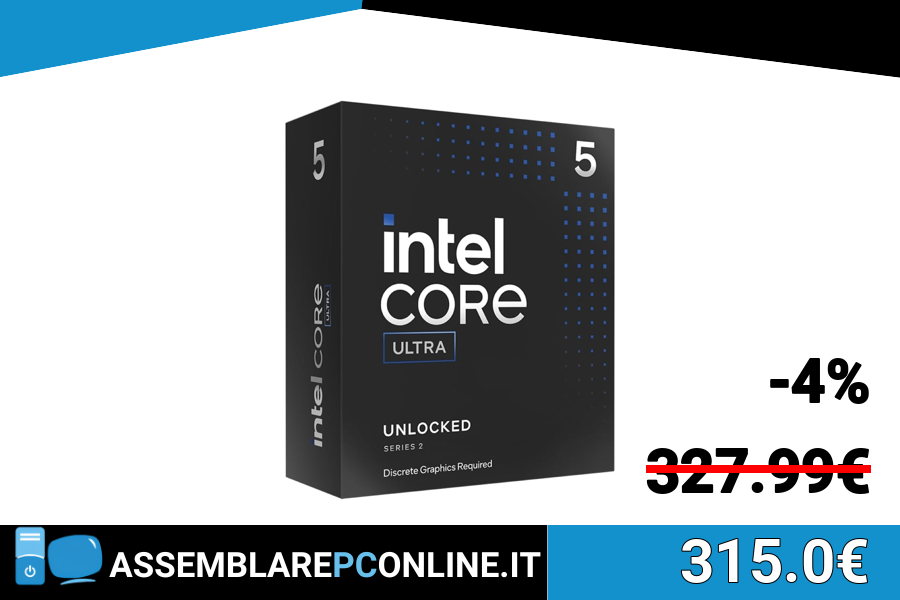 5
intel CORE
ULTRA
5
intel
CORE
ULTRA
UNLOCKED
SERIES 2
Discrete Graphics Required
-4%
327.99€
ASSEMBLAREPCONLINE.IT
315.0€